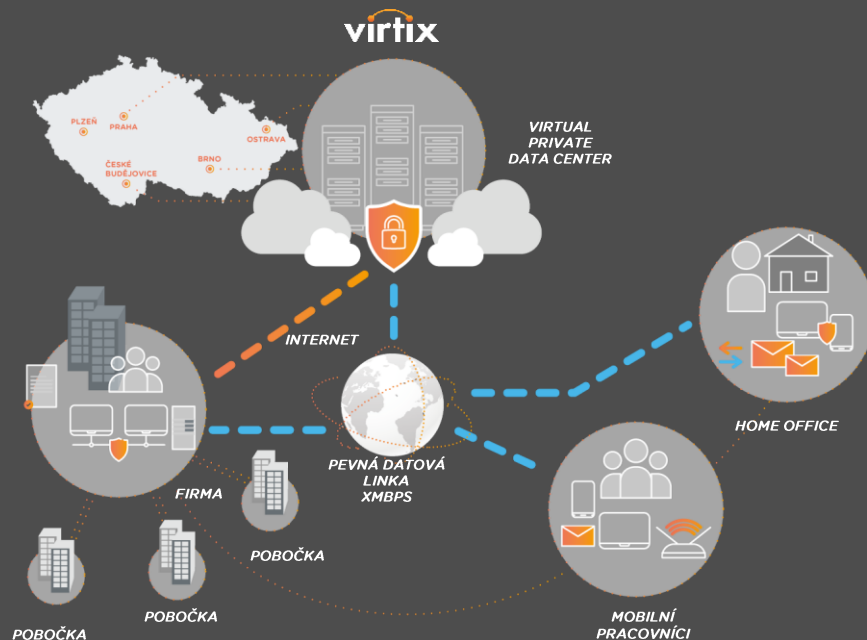 virtix
PLZEŇ
PRAHA
OSTRAVA
ČESKÉ
BUDĚJOVICE
BRNO
VIRTUAL
PRIVATE
DATA CENTER
INTERNET
HOME OFFICE
PEVNÁ DATOVÁ
LINKA
XMBPS
FIRMA
POBOČKA
POBOČKA
POBOČKA
MOBILNÍ
PRACOVNÍCI